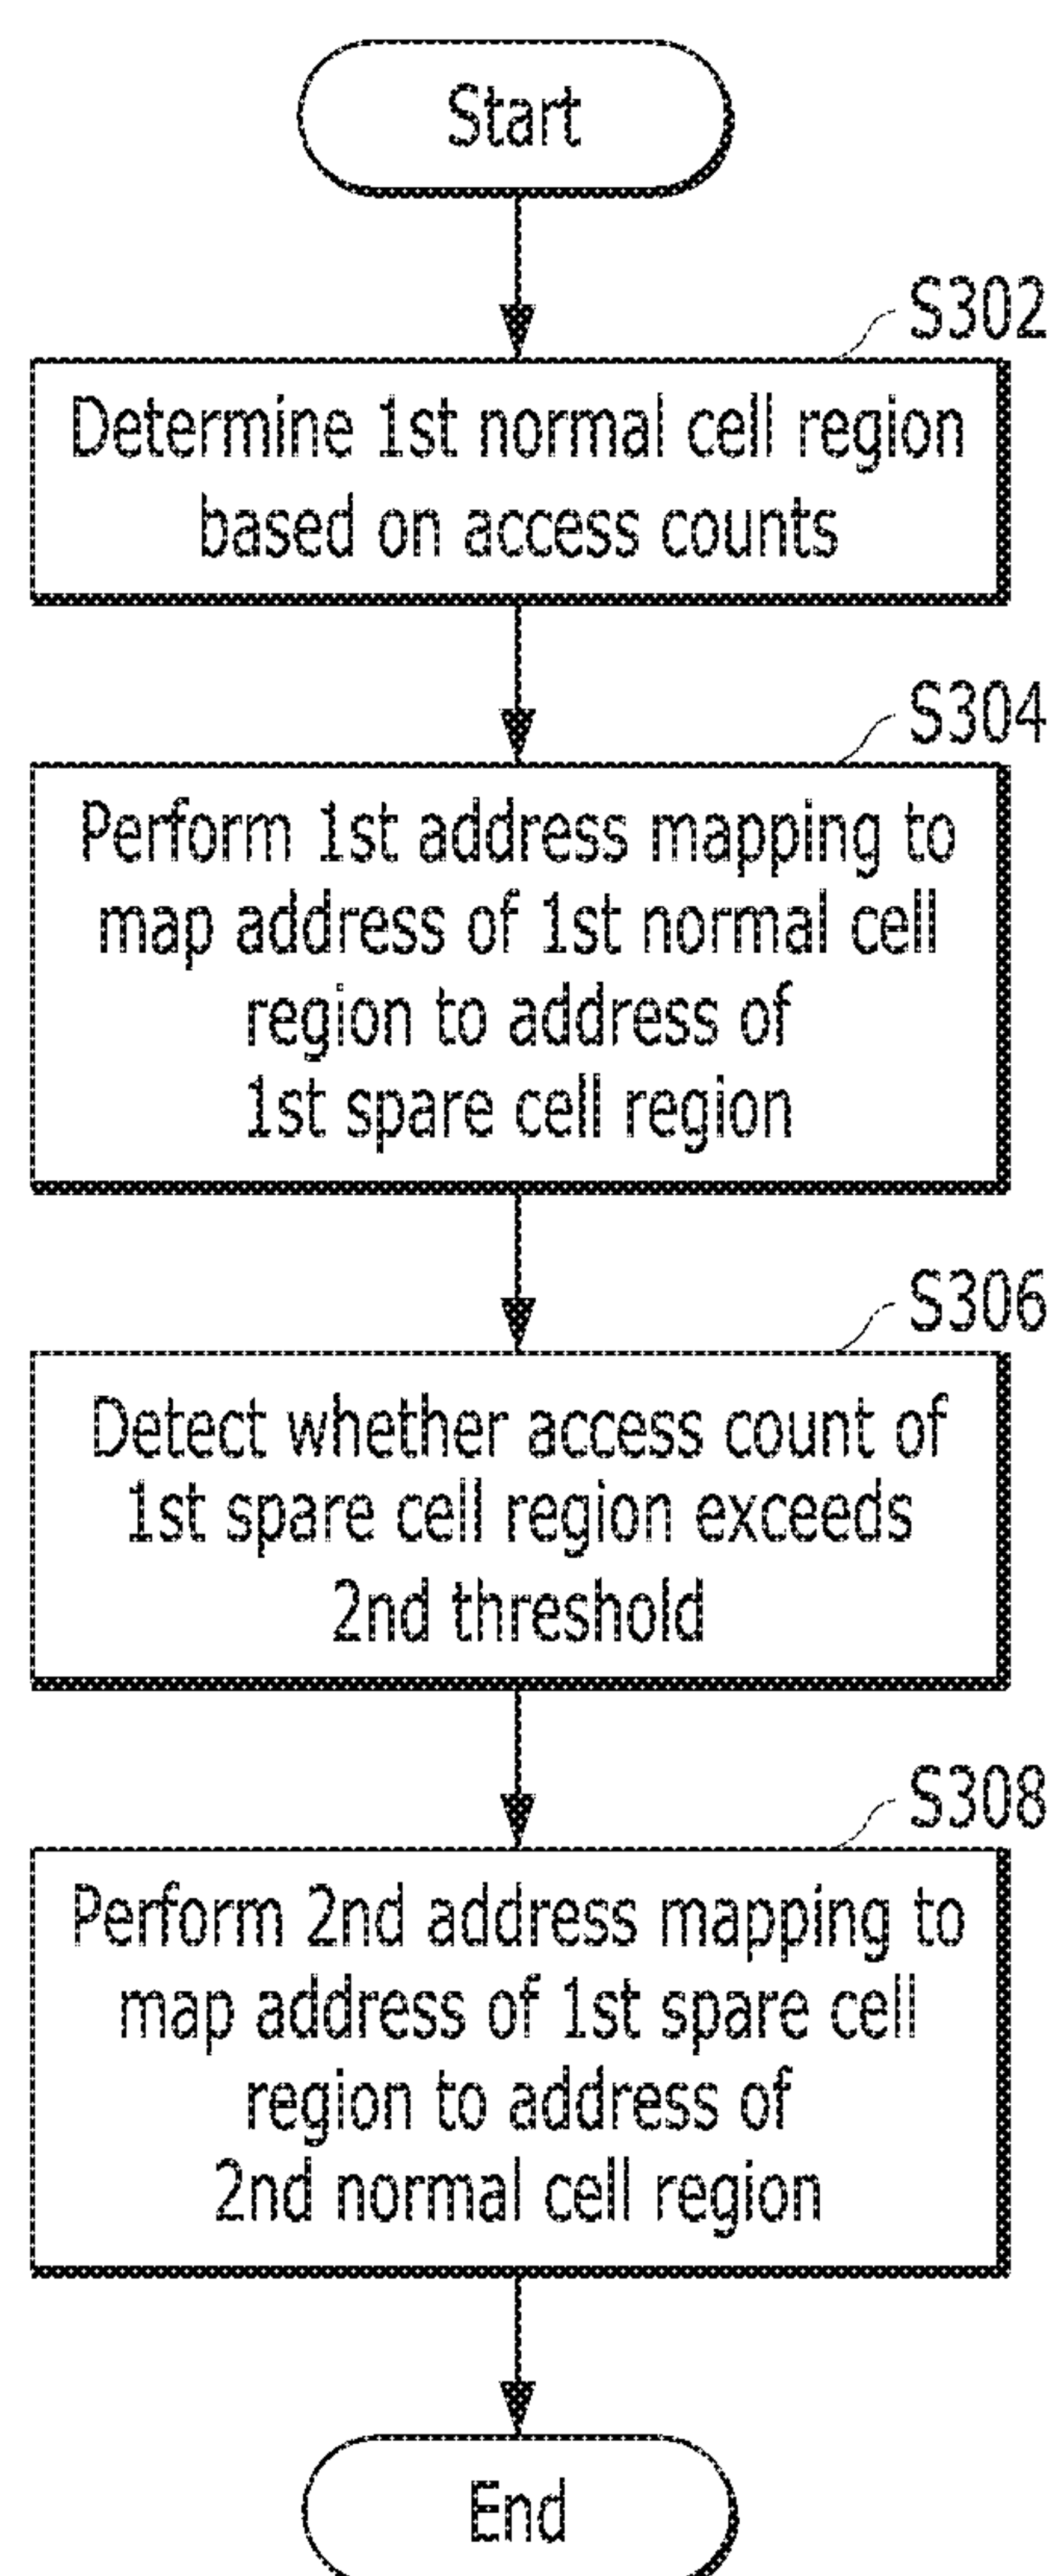 Start
S302
Determine 1st normal cell region
based on access counts
S304
Perform 1st address mapping to
map address of 1st normal cell
region to address of
1st spare cell region
S306
Detect whether access count of
1st spare cell region exceeds
2nd threshold
S308
Perform 2nd address mapping to
map address of 1st spare cell
region to address of
2nd normal cell region
End